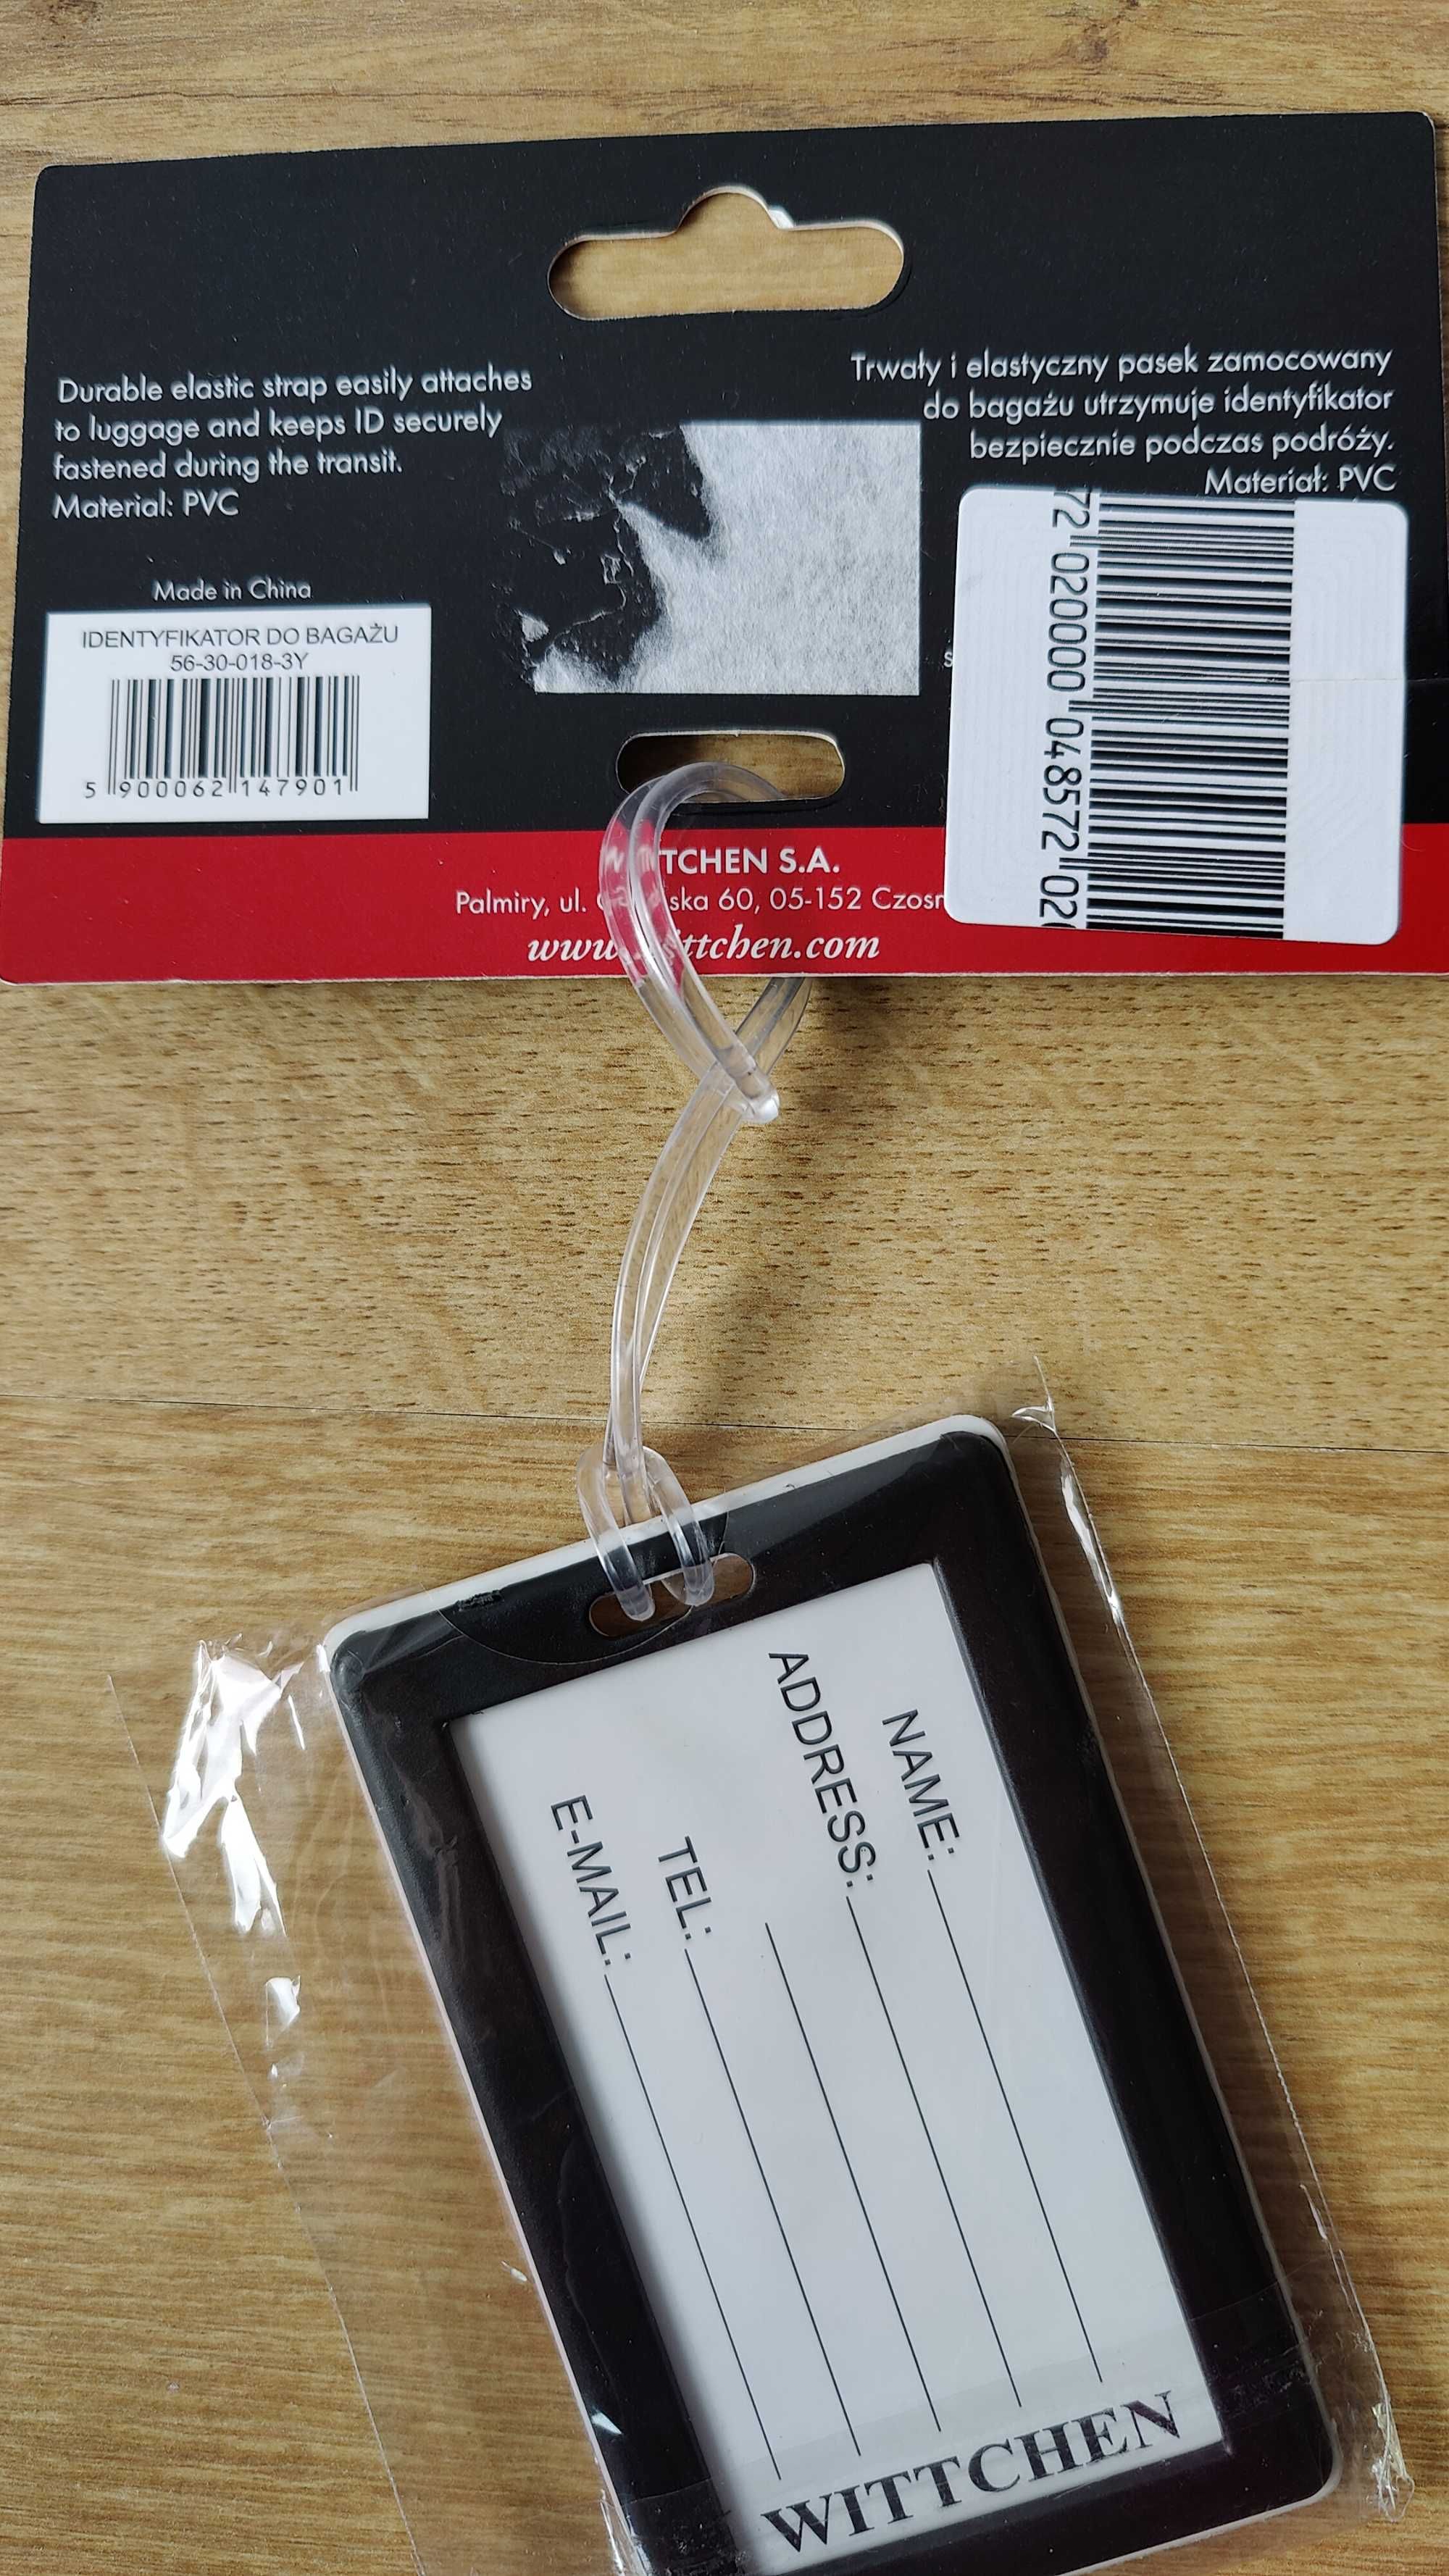 Durable elastic strap easily attaches
to luggage and keeps ID securely
fastened during the transit.
Material: PVC
Made in China
IDENTYFIKATOR DO BAGAŻU
56-30-018-3Y
5 900062 147901
Trwały i elastyczny pasek zamocowany
do bagażu utrzymuje identyfikator
bezpiecznie podczas podróży.
Materiał: PVC
72 020000 048572 02
TCHEN S.A.
Palmiry, ul. ska 60, 05-152
www. ittchen.com
NAME:
ADDRESS:
TEL:
E-MAIL:
WITTCHEN